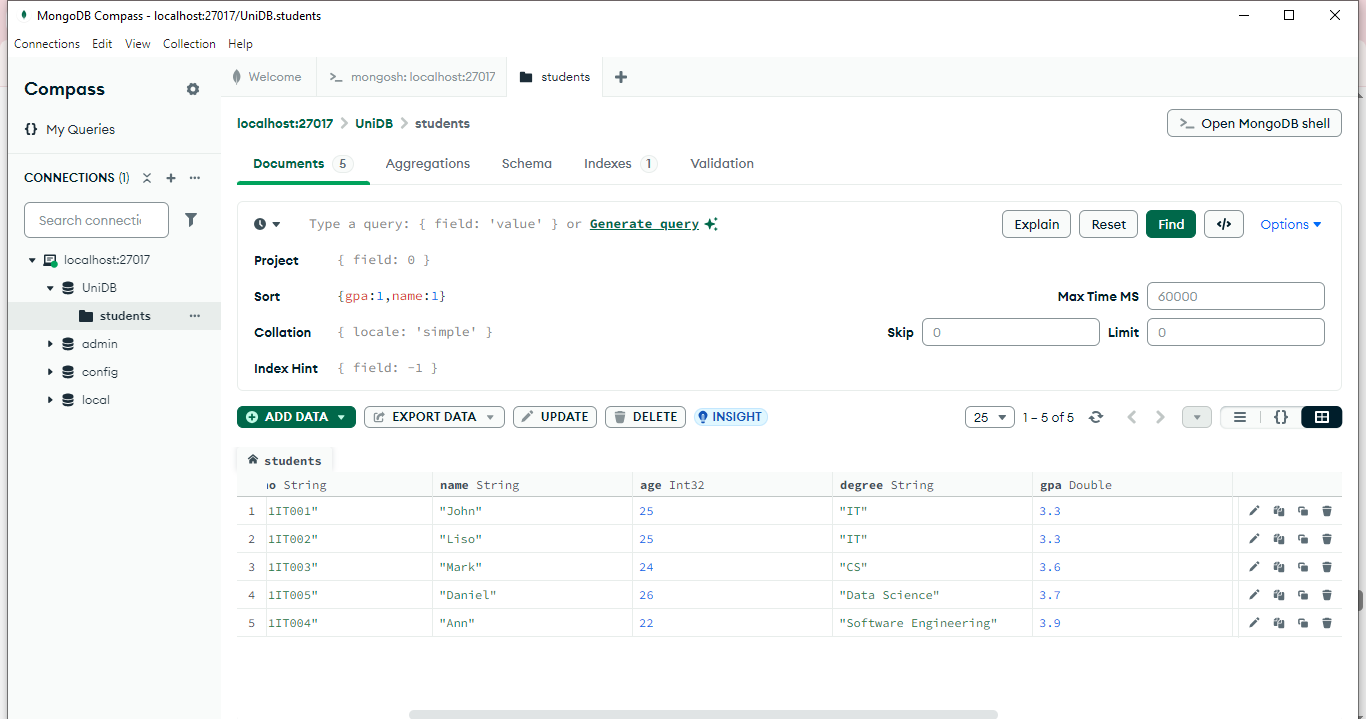 MongoDB Compass - localhost:27017/UniDB.students
Connections Edit View Collection Help
Compass
My Queries
CONNECTIONS (1)
Search connecti
localhost:27017
UniDB
students
admin
config
local
Welcome
mongosh: localhost:27017
students
localhost:27017 > UniDB > students
>_ Open MongoDB shell
Documents 5 Aggregations Schema Indexes 1 Validation
Type a query: { field: 'value' } or Generate query
Explain Reset Find </> Options
Project { field: 0 }
Sort {gpa:1,name:1}
Max Time MS 60000
Collation { locale: 'simple' }
Skip 0 Limit 0
Index Hint { field: -1 }
ADD DATA EXPORT DATA UPDATE DELETE INSIGHT
25 1 – 5 of 5 {}
students
o String name String age Int32 degree String gpa Double
1 1IT001" "John" 25 "IT" 3.3
2 1IT002" "Liso" 25 "IT" 3.3
3 1IT003" "Mark" 24 "CS" 3.6
4 1IT005" "Daniel" 26 "Data Science" 3.7
5 1IT004" "Ann" 22 "Software Engineering" 3.9